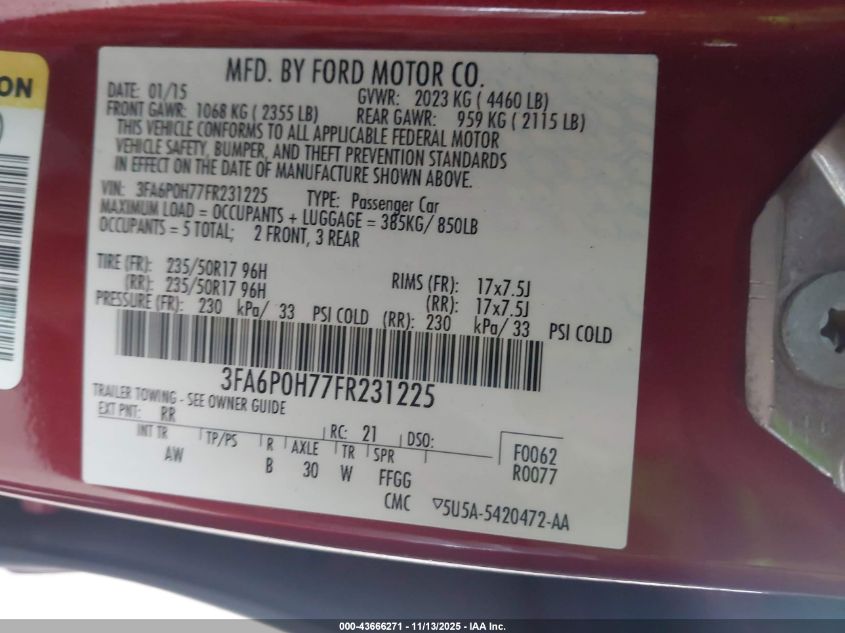 ON
MFD. BY FORD MOTOR CO.
DATE: 01/15 GVWR: 2023 KG ( 4460 LB)
FRONT GAWR: 1068 KG ( 2355 LB) REAR GAWR: 959 KG ( 2115 LB)
THIS VEHICLE CONFORMS TO ALL APPLICABLE FEDERAL MOTOR
VEHICLE SAFETY, BUMPER, AND THEFT PREVENTION STANDARDS
IN EFFECT ON THE DATE OF MANUFACTURE SHOWN ABOVE.
VIN: 3FA6P0H77FR231225 TYPE: Passenger Car
MAXIMUM LOAD = OCCUPANTS + LUGGAGE = 385KG/ 850LB
OCCUPANTS = 5 TOTAL; 2 FRONT, 3 REAR
TIRE (FR): 235/50R17 96H RIMS (FR): 17x7.5J
(RR): 235/50R17 96H (RR): 17x7.5J
PRESSURE (FR): 230 kPa/ 33 PSI COLD (RR): 230 kPa/ 33 PSI COLD
3FA6P0H77FR231225
TRAILER TOWING - SEE OWNER GUIDE
EXT PNT: RR RC: 21 DSO:
INT TR TP/PS R AXLE TR SPR F0062
AW B 30 W FFGG R0077
CMC ▽5U5A-5420472-AA
000-43666271 - 11/13/2025 - IAA Inc.